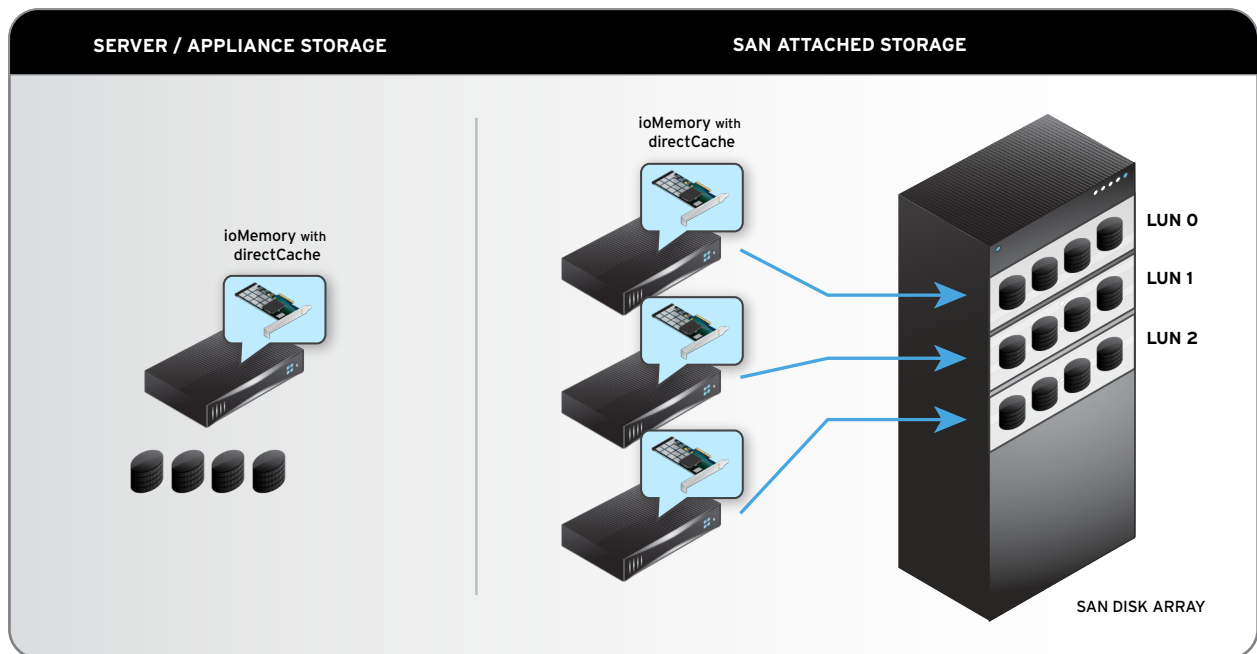 SERVER / APPLIANCE STORAGE
SAN ATTACHED STORAGE
ioMemory with
directCache
ioMemory with
directCache
LUN 0
LUN 1
LUN 2
SAN DISK ARRAY